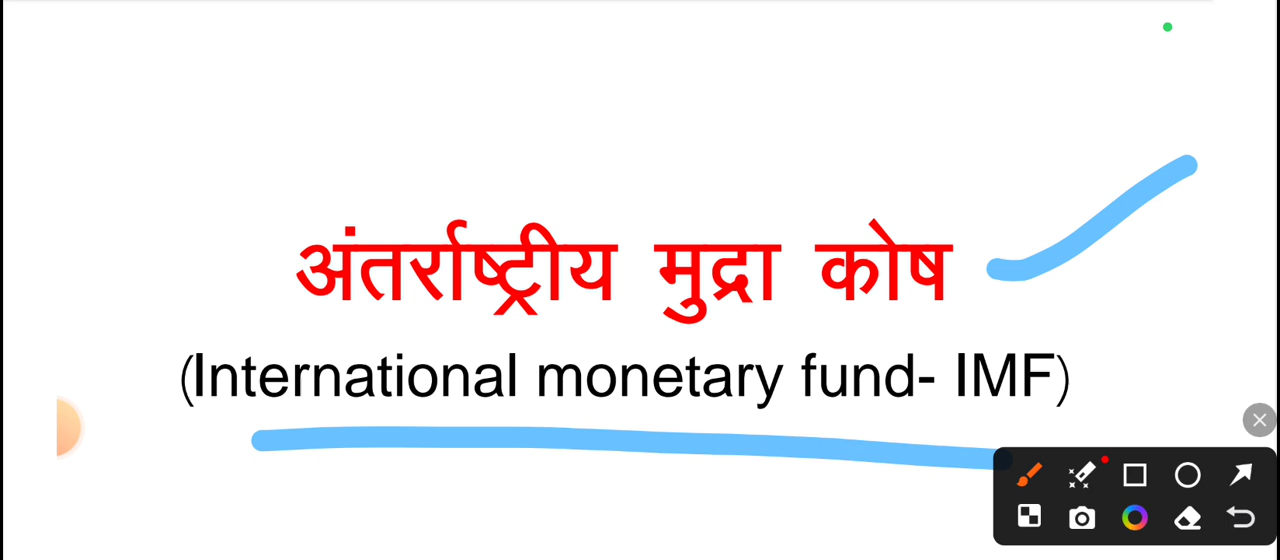 अंतर्राष्ट्रीय मुद्रा कोष
(International monetary fund- IMF)